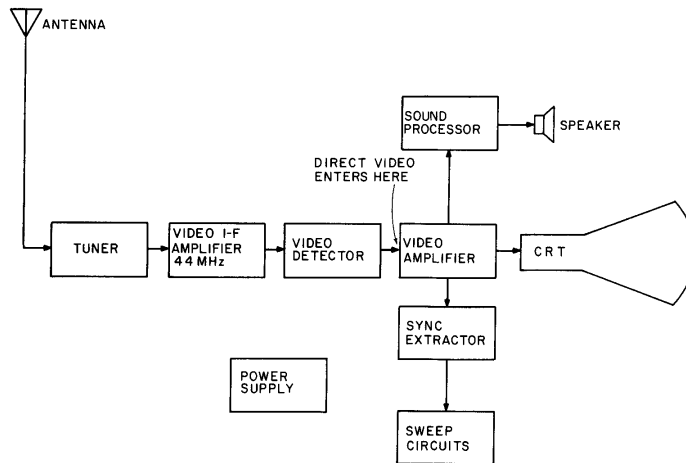 ANTENNA
SOUND
PROCESSOR
SPEAKER
DIRECT VIDEO
ENTERS HERE
TUNER
VIDEO I-F
AMPLIFIER
44 MHz
VIDEO
DETECTOR
VIDEO
AMPLIFIER
CRT
SYNC
EXTRACTOR
POWER
SUPPLY
SWEEP
CIRCUITS